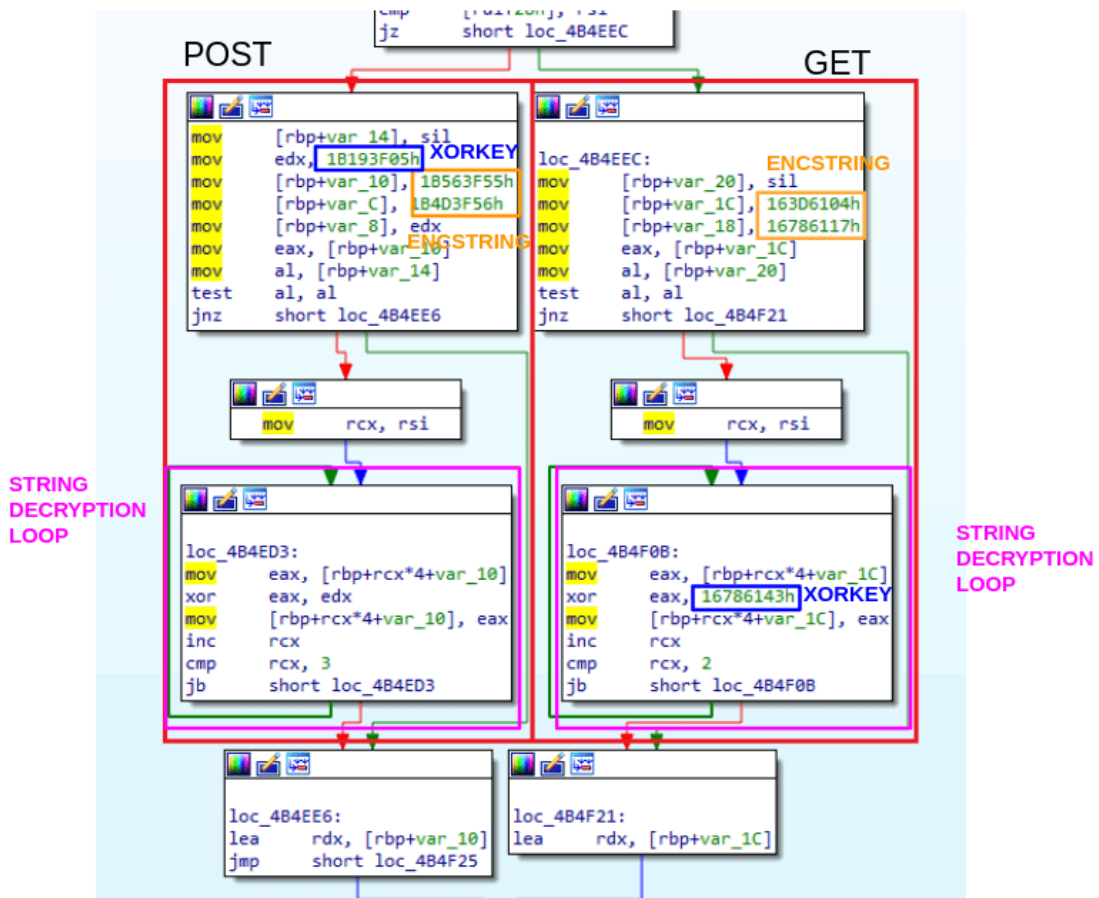 jz short loc_4B4EEC
POST
GET
mov [rbp+var_14], sil
mov edx, 1B193F05h XORKEY
mov [rbp+var_10], 1B563F55h
mov [rbp+var_C], 1B4D3F56h
mov [rbp+var_8], edx
ENCSTRING
mov eax, [rbp+var_10]
mov al, [rbp+var_14]
test al, al
jnz short loc_4B4EE6
loc_4B4EEC:
ENCSTRING
mov [rbp+var_20], sil
mov [rbp+var_1C], 163D6104h
mov [rbp+var_18], 16786117h
mov eax, [rbp+var_1C]
mov al, [rbp+var_20]
test al, al
jnz short loc_4B4F21
mov rcx, rsi
mov rcx, rsi
STRING
DECRYPTION
LOOP
loc_4B4ED3:
mov eax, [rbp+rcx*4+var_10]
xor eax, edx
mov [rbp+rcx*4+var_10], eax
inc rcx
cmp rcx, 3
jb short loc_4B4ED3
loc_4B4F0B:
mov eax, [rbp+rcx*4+var_1C]
xor eax, 16786143h XORKEY
mov [rbp+rcx*4+var_1C], eax
inc rcx
cmp rcx, 2
jb short loc_4B4F0B
STRING
DECRYPTION
LOOP
loc_4B4EE6:
lea rdx, [rbp+var_10]
jmp short loc_4B4F25
loc_4B4F21:
lea rdx, [rbp+var_1C]